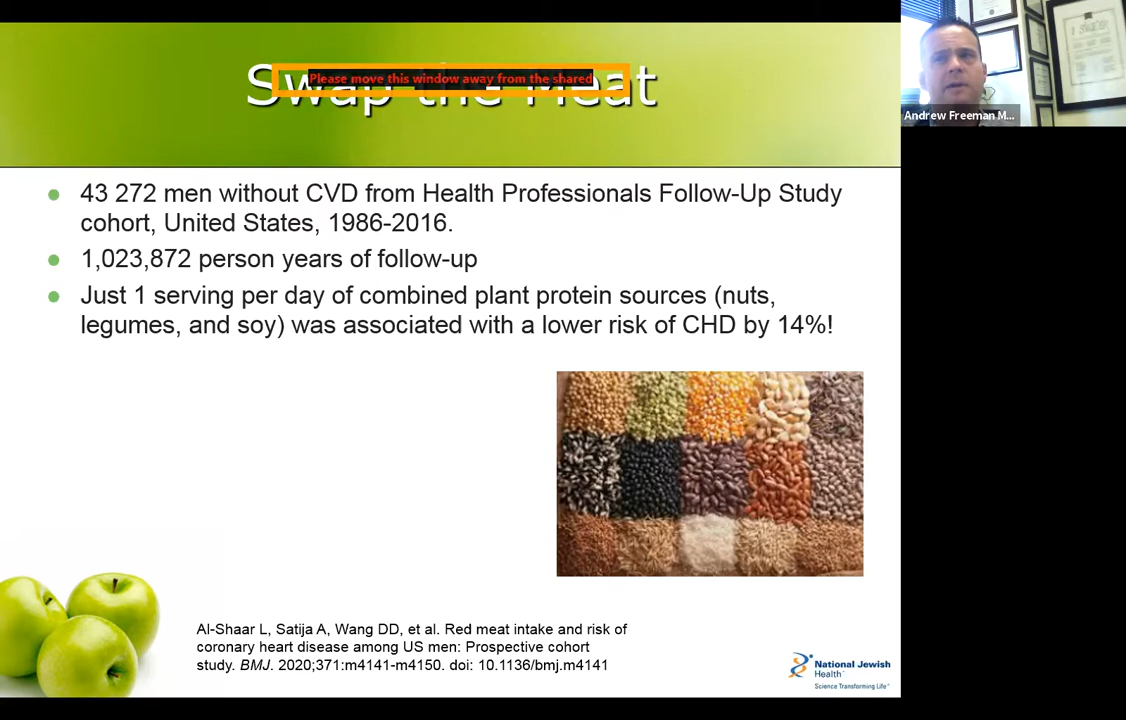 Swap the Meat
Please move this window away from the shared
43 272 men without CVD from Health Professionals Follow-Up Study
cohort, United States, 1986-2016.
1,023,872 person years of follow-up
Just 1 serving per day of combined plant protein sources (nuts,
legumes, and soy) was associated with a lower risk of CHD by 14%!
Al-Shaar L, Satija A, Wang DD, et al. Red meat intake and risk of
coronary heart disease among US men: Prospective cohort
study. BMJ. 2020;371:m4141-m4150. doi: 10.1136/bmj.m4141
National Jewish
Health™
Science Transforming Life®
Andrew Freeman M...